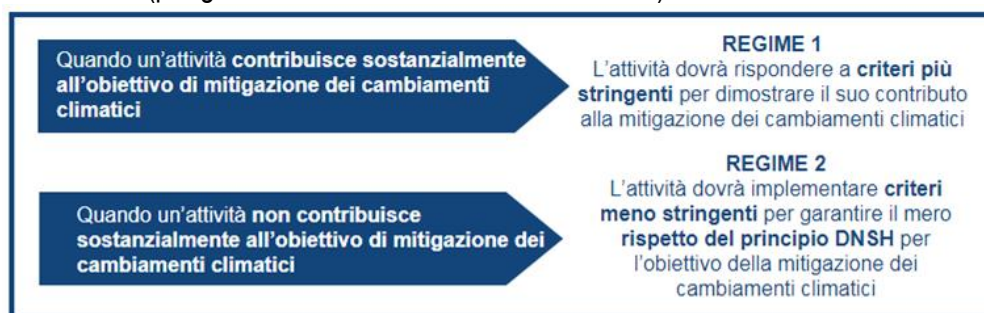 Quando un'attività contribuisce sostanzialmente
all'obiettivo di mitigazione dei cambiamenti
climatici
REGIME 1
L'attività dovrà rispondere a criteri più
stringenti per dimostrare il suo contributo
alla mitigazione dei cambiamenti climatici
Quando un'attività non contribuisce
sostanzialmente all'obiettivo di mitigazione dei
cambiamenti climatici
REGIME 2
L'attività dovrà implementare criteri
meno stringenti per garantire il mero
rispetto del principio DNSH per
l'obiettivo della mitigazione dei
cambiamenti climatici